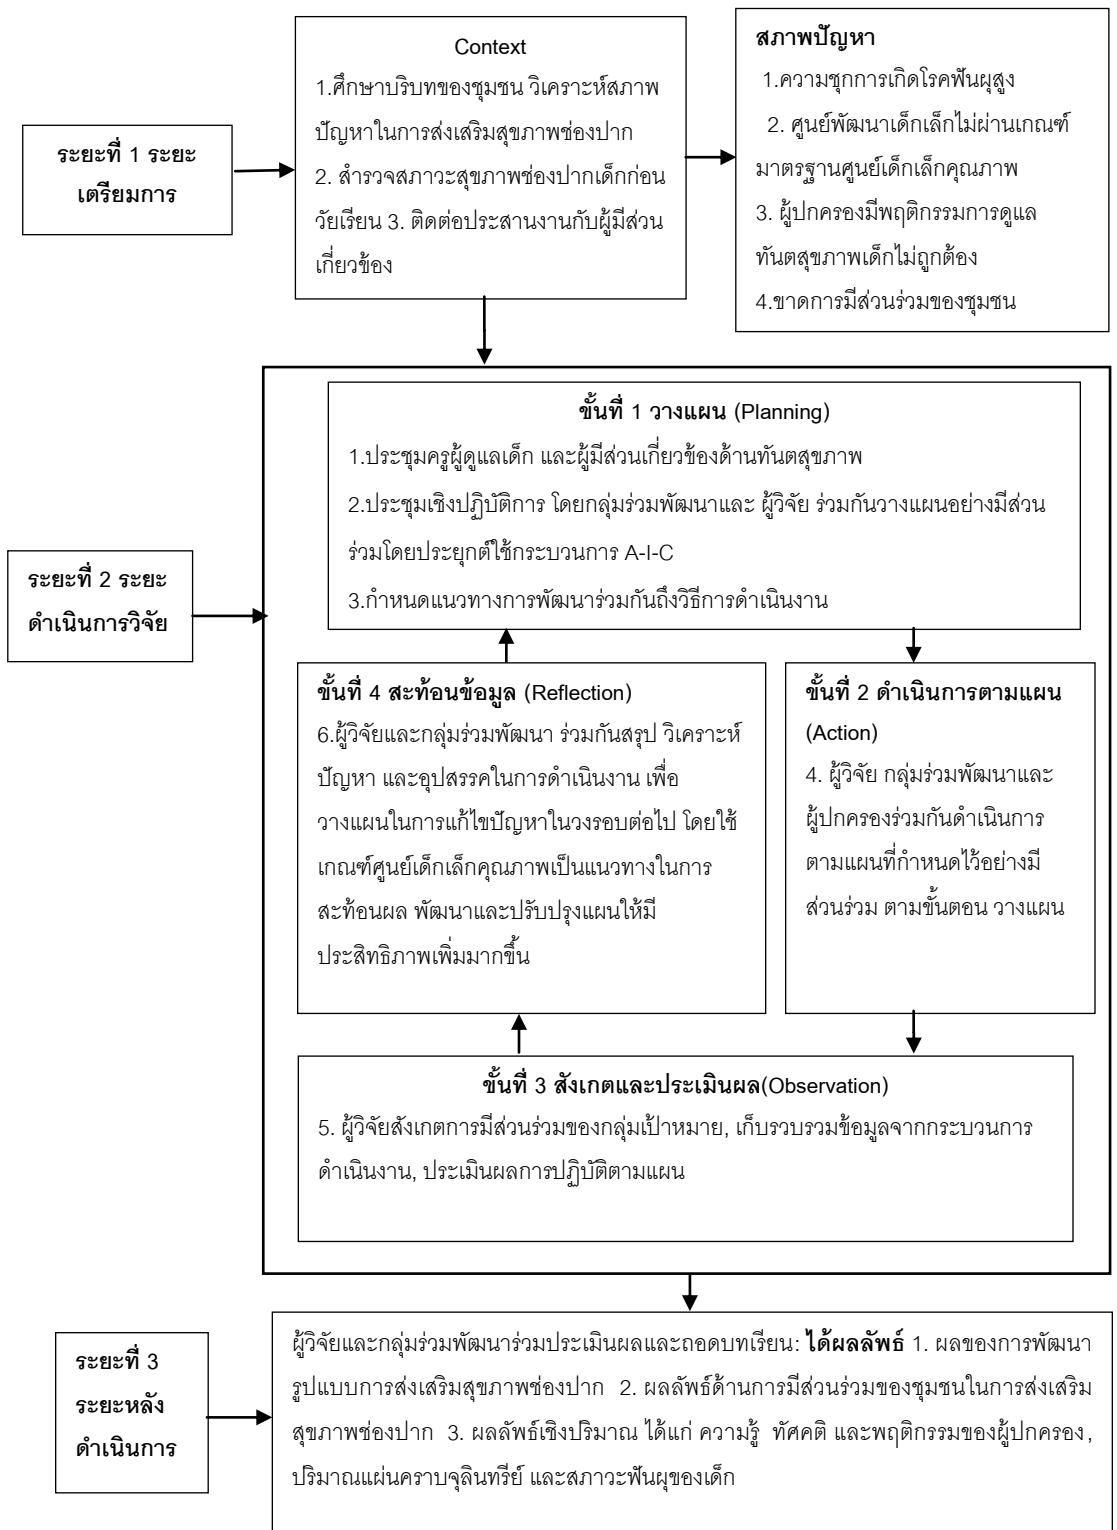 ระยะที่ 1 ระยะ
เตรียมการ
Context
1.ศึกษาบริบทของชุมชน วิเคราะห์สภาพ
ปัญหาในการส่งเสริมสุขภาพช่องปาก
2. สำรวจสภาวะสุขภาพช่องปากเด็กก่อน
วัยเรียน 3. ติดต่อประสานงานกับผู้มีส่วน
เกี่ยวข้อง
สภาพปัญหา
1.ความชุกการเกิดโรคฟันผุสูง
2. ศูนย์พัฒนาเด็กเล็กไม่ผ่านเกณฑ์
มาตรฐานศูนย์เด็กเล็กคุณภาพ
3. ผู้ปกครองมีพฤติกรรมการดูแล
ทันตสุขภาพเด็กไม่ถูกต้อง
4.ขาดการมีส่วนร่วมของชุมชน
ระยะที่ 2 ระยะ
ดำเนินการวิจัย
ขั้นที่ 1 วางแผน (Planning)
1.ประชุมครูผู้ดูแลเด็ก และผู้มีส่วนเกี่ยวข้องด้านทันตสุขภาพ
2.ประชุมเชิงปฏิบัติการ โดยกลุ่มร่วมพัฒนาและ ผู้วิจัย ร่วมกันวางแผนอย่างมีส่วน
ร่วมโดยประยุกต์ใช้กระบวนการ A-I-C
3.กำหนดแนวทางการพัฒนาร่วมกันถึงวิธีการดำเนินงาน
ขั้นที่ 4 สะท้อนข้อมูล (Reflection)
6.ผู้วิจัยและกลุ่มร่วมพัฒนา ร่วมกันสรุป วิเคราะห์
ปัญหา และอุปสรรคในการดำเนินงาน เพื่อ
วางแผนในการแก้ไขปัญหาในวงรอบต่อไป โดยใช้
เกณฑ์ศูนย์เด็กเล็กคุณภาพเป็นแนวทางในการ
สะท้อนผล พัฒนาและปรับปรุงแผนให้มี
ประสิทธิภาพเพิ่มมากขึ้น
ขั้นที่ 2 ดำเนินการตามแผน
(Action)
4. ผู้วิจัย กลุ่มร่วมพัฒนาและ
ผู้ปกครองร่วมกันดำเนินการ
ตามแผนที่กำหนดไว้อย่างมี
ส่วนร่วม ตามขั้นตอน วางแผน
ขั้นที่ 3 สังเกตและประเมินผล(Observation)
5. ผู้วิจัยสังเกตการมีส่วนร่วมของกลุ่มเป้าหมาย, เก็บรวบรวมข้อมูลจากกระบวนการ
ดำเนินงาน, ประเมินผลการปฏิบัติตามแผน
ระยะที่ 3
ระยะหลัง
ดำเนินการ
ผู้วิจัยและกลุ่มร่วมพัฒนาร่วมประเมินผลและถอดบทเรียน: ได้ผลลัพธ์ 1. ผลของการพัฒนา
รูปแบบการส่งเสริมสุขภาพช่องปาก 2. ผลลัพธ์ด้านการมีส่วนร่วมของชุมชนในการส่งเสริม
สุขภาพช่องปาก 3. ผลลัพธ์เชิงปริมาณ ได้แก่ ความรู้ ทัศคติ และพฤติกรรมของผู้ปกครอง,
ปริมาณแผ่นคราบจุลินทรีย์ และสภาวะฟันผุของเด็ก